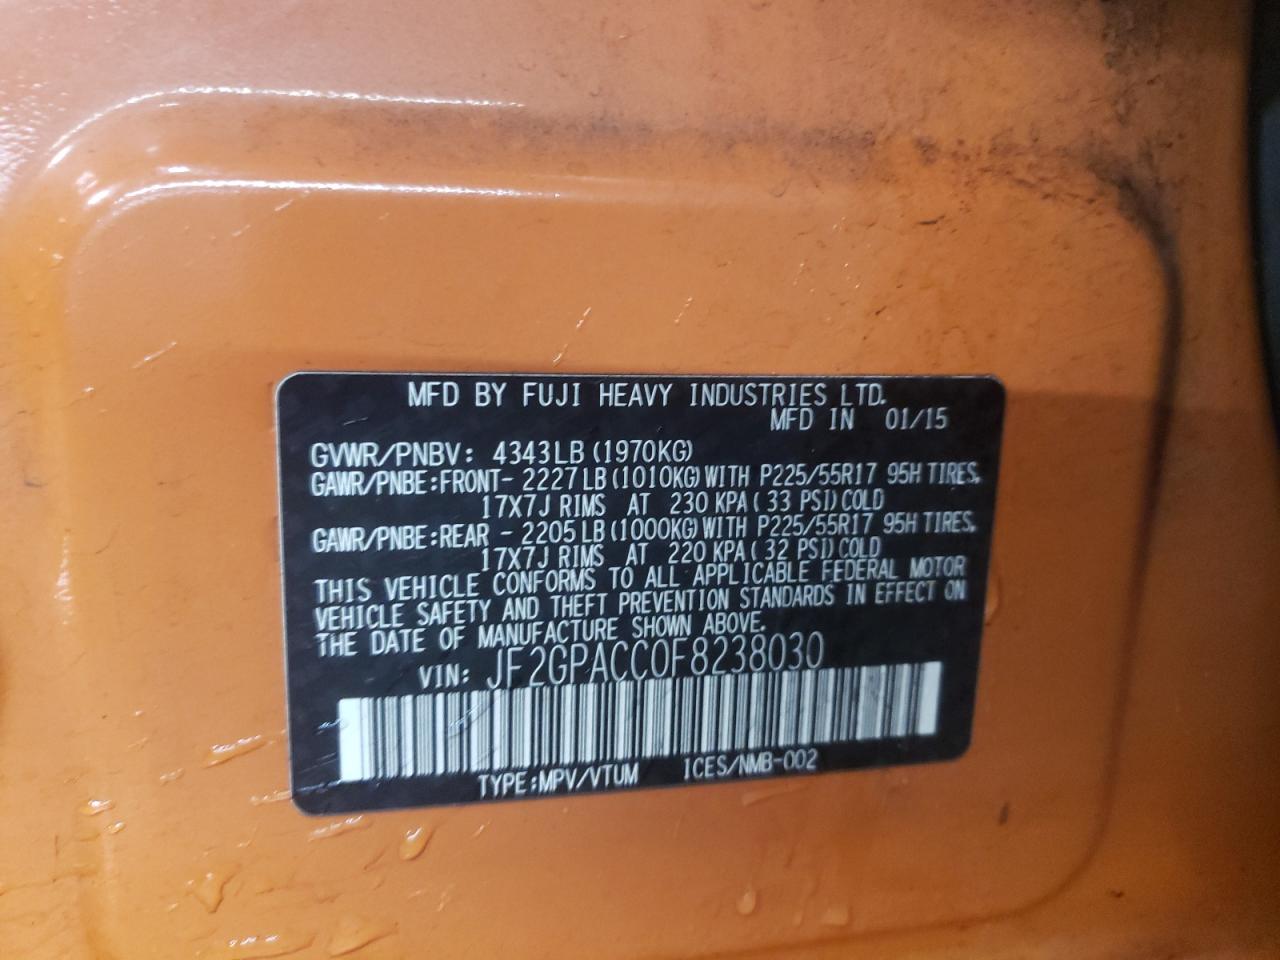 MFD BY FUJI HEAVY INDUSTRIES LTD.
MFD IN 01/15
GVWR/PNBV: 4343LB (1970KG)
GAWR/PNBE:FRONT- 2227LB (1010KG) WITH P225/55R17 95H TIRES,
17X7J RIMS AT 230 KPA ( 33 PSI) COLD
GAWR/PNBE:REAR - 2205LB (1000KG) WITH P225/55R17 95H TIRES,
17X7J RIMS AT 220 KPA ( 32 PSI) COLD
THIS VEHICLE CONFORMS TO ALL APPLICABLE FEDERAL MOTOR
VEHICLE SAFETY AND THEFT PREVENTION STANDARDS IN EFFECT ON
THE DATE OF MANUFACTURE SHOWN ABOVE.
VIN: JF2GPACC0F8238030
TYPE:MPV/VTUM ICES/NMB-002